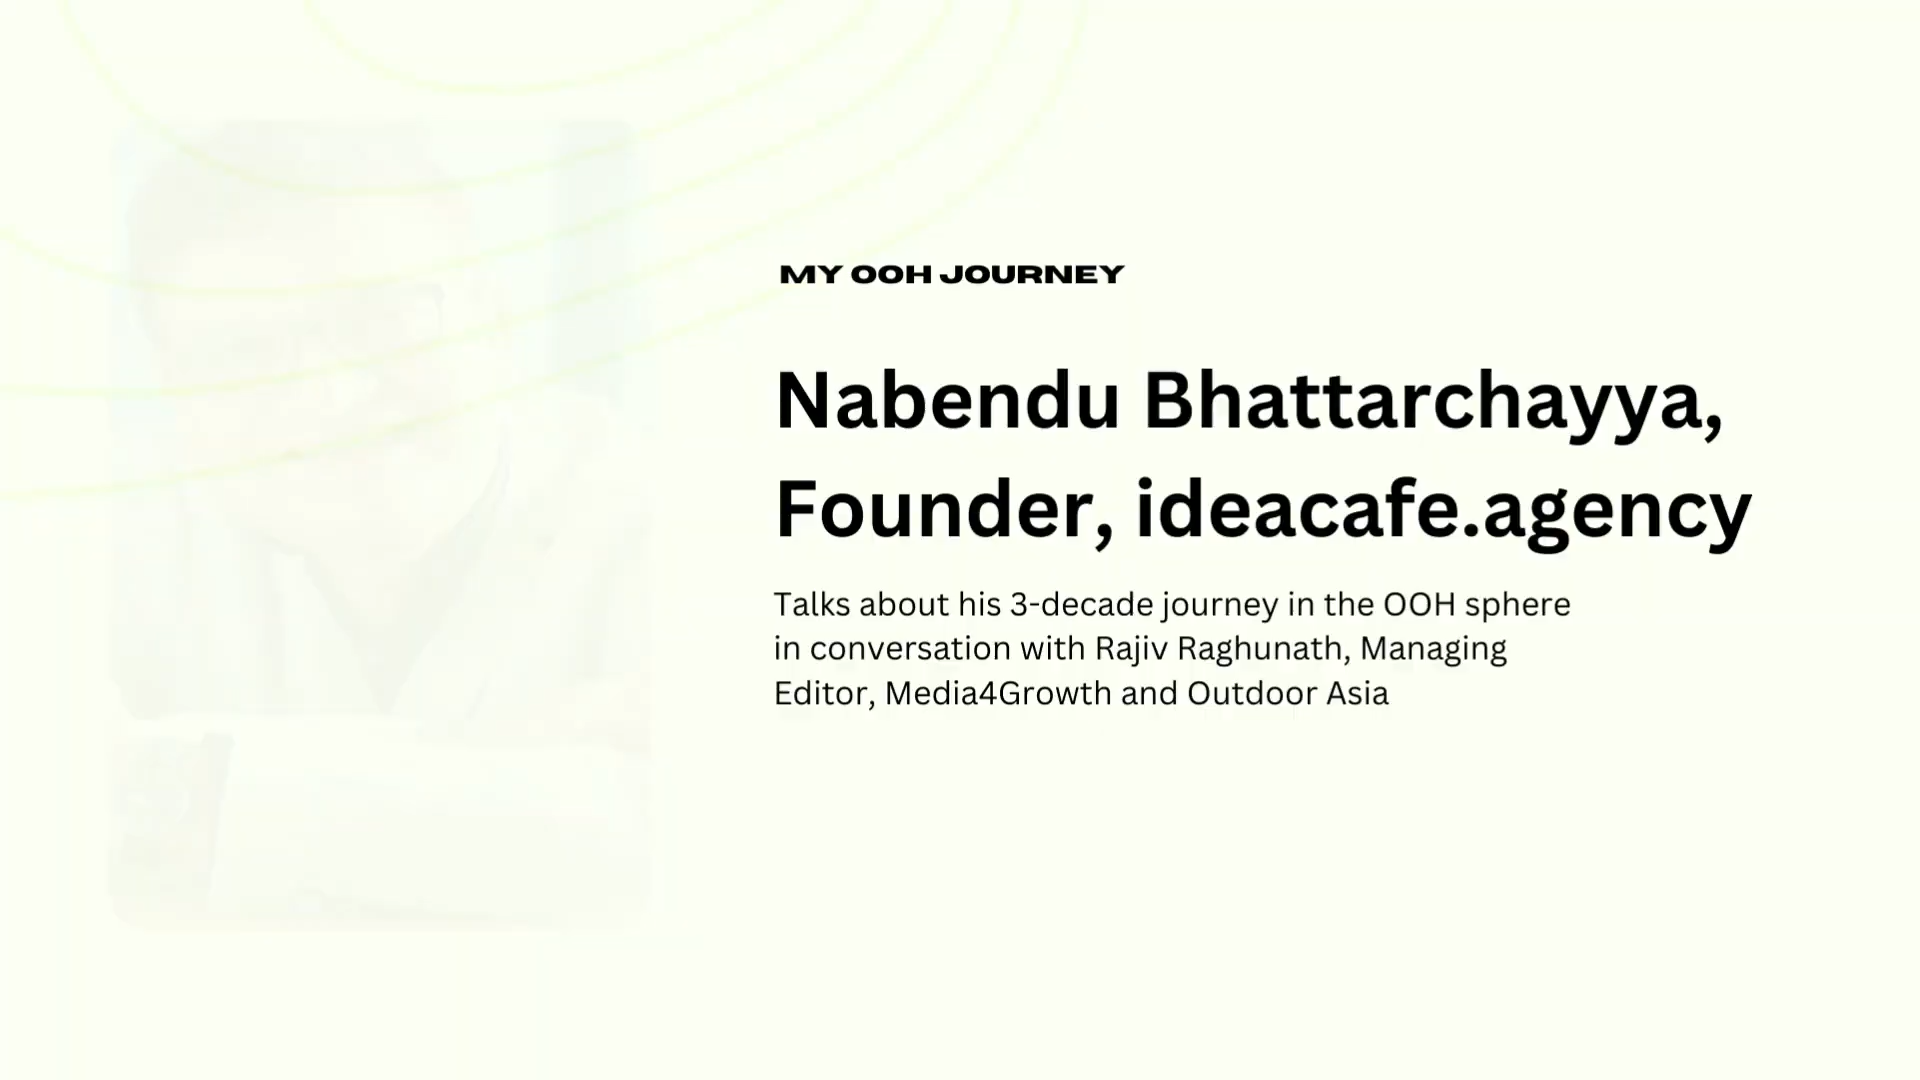 MY OOH JOURNEY
Nabendu Bhattarchayya,
Founder, ideacafe.agency
Talks about his 3-decade journey in the OOH sphere
in conversation with Rajiv Raghunath, Managing
Editor, Media4Growth and Outdoor Asia